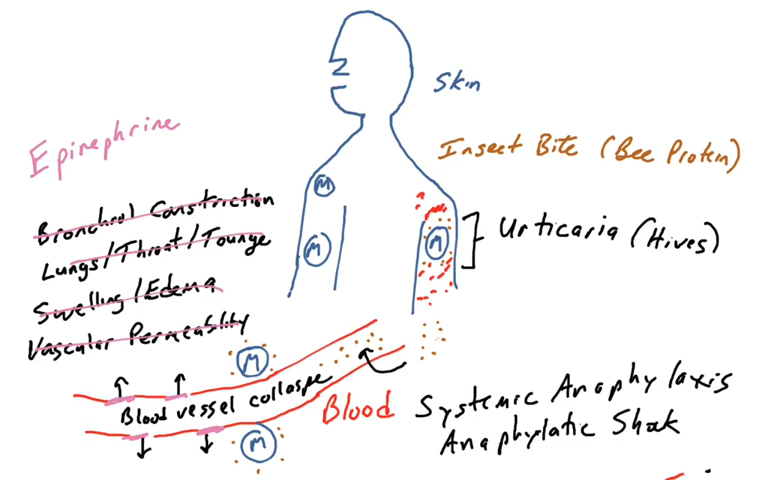 Skin
Epinephrine
Insect Bite (Bee Protein)
Bronchial Constriction
Lungs/Throat/Tounge
Swelling/Edema
Vascular Permeability
M
M
M
Urticaria (Hives)
M
Blood vessel collapse
M
Blood
Systemic Anaphylaxis
Anaphylatic Shock